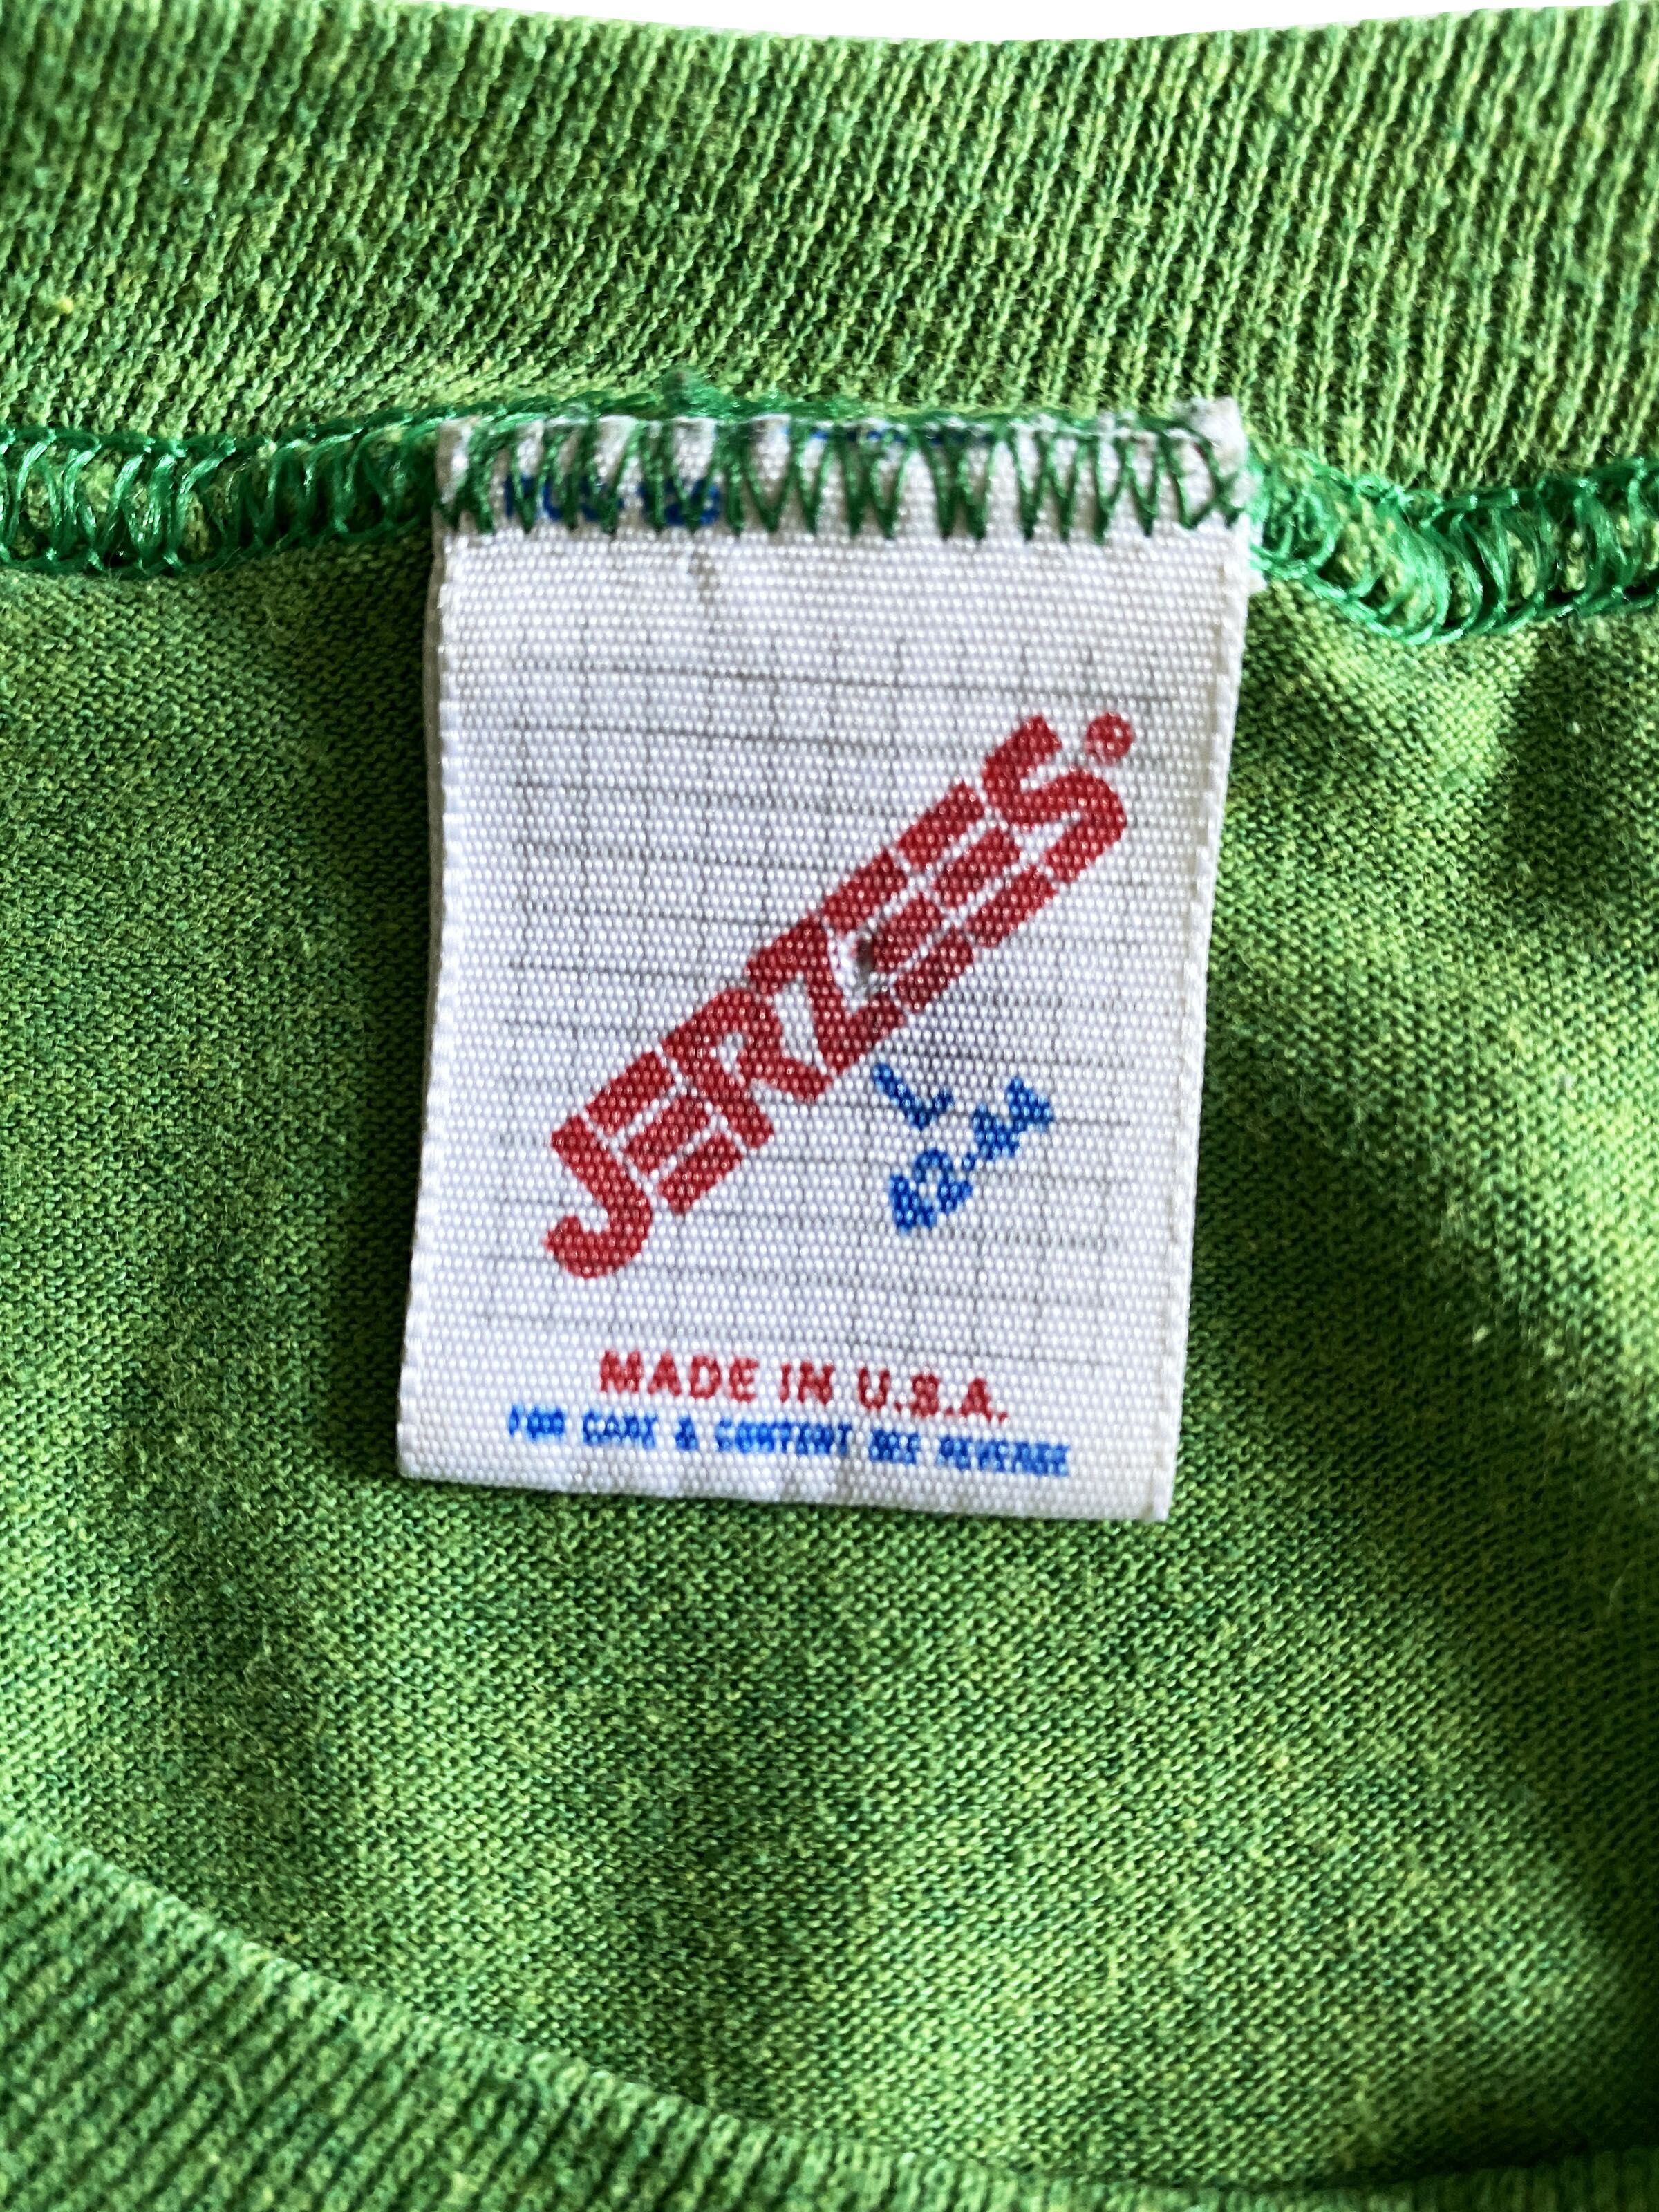 JERZEES
L
42-44
MADE IN U.S.A.
FOR CARE & CONTENT SEE REVERSE